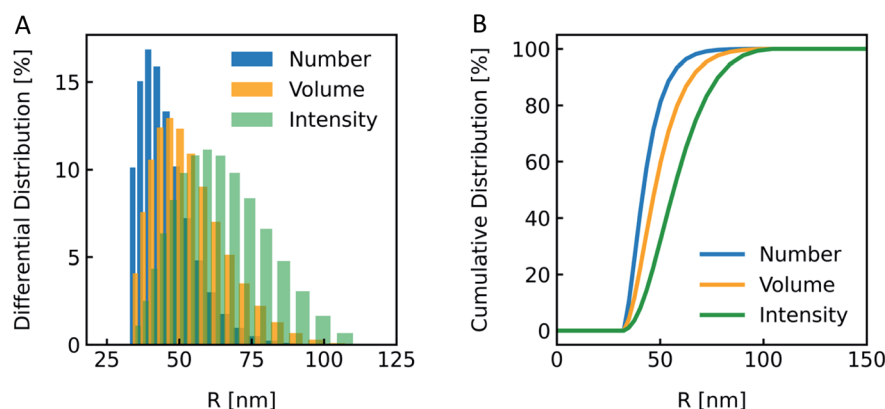 A
Differential Distribution [%]
15
10
5
0
25
50
75
100
125
R [nm]
Number
Volume
Intensity
B
Cumulative Distribution [%]
100
80
60
40
20
0
0
50
100
150
R [nm]
Number
Volume
Intensity